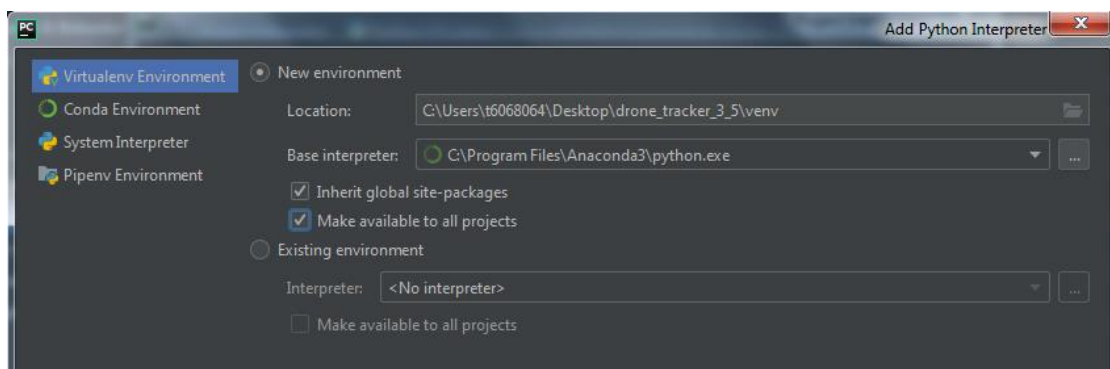 PC
Add Python Interpreter
Virtualenv Environment
Conda Environment
System Interpreter
Pipenv Environment
New environment
Location: C:\Users\t6068064\Desktop\drone_tracker_3_5\venv
Base interpreter: C:\Program Files\Anaconda3\python.exe
...
Inherit global site-packages
Make available to all projects
Existing environment
Interpreter: <No interpreter>
...
Make available to all projects